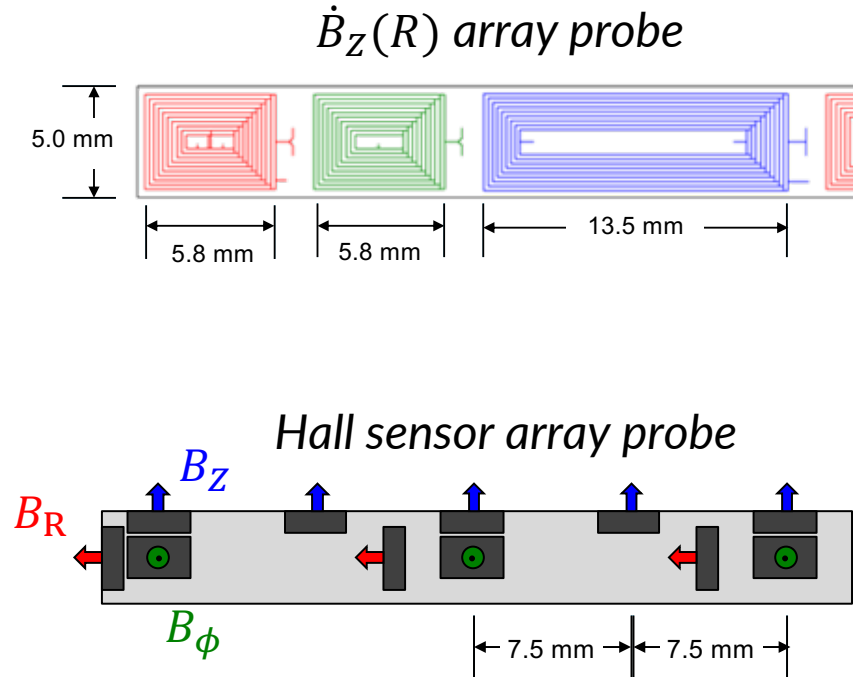 Ḃ_Z(R) array probe
5.0 mm
5.8 mm
5.8 mm
13.5 mm
Hall sensor array probe
B_Z
B_R
B_ϕ
7.5 mm
7.5 mm